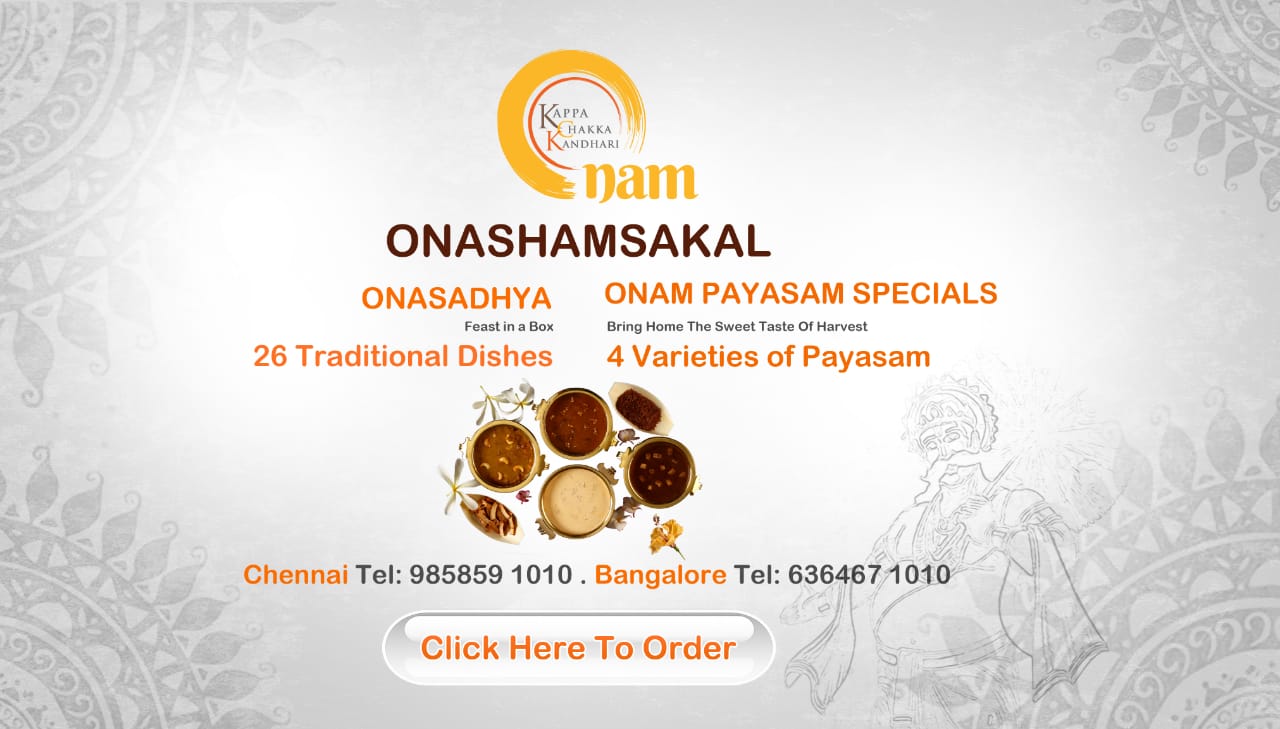 KAPPA
CHAKKA
KANDHARI
Onam
ONASHAMSAKAL
ONASADHYA
Feast in a Box
26 Traditional Dishes
ONAM PAYASAM SPECIALS
Bring Home The Sweet Taste Of Harvest
4 Varieties of Payasam
Chennai Tel: 985859 1010 . Bangalore Tel: 636467 1010
Click Here To Order